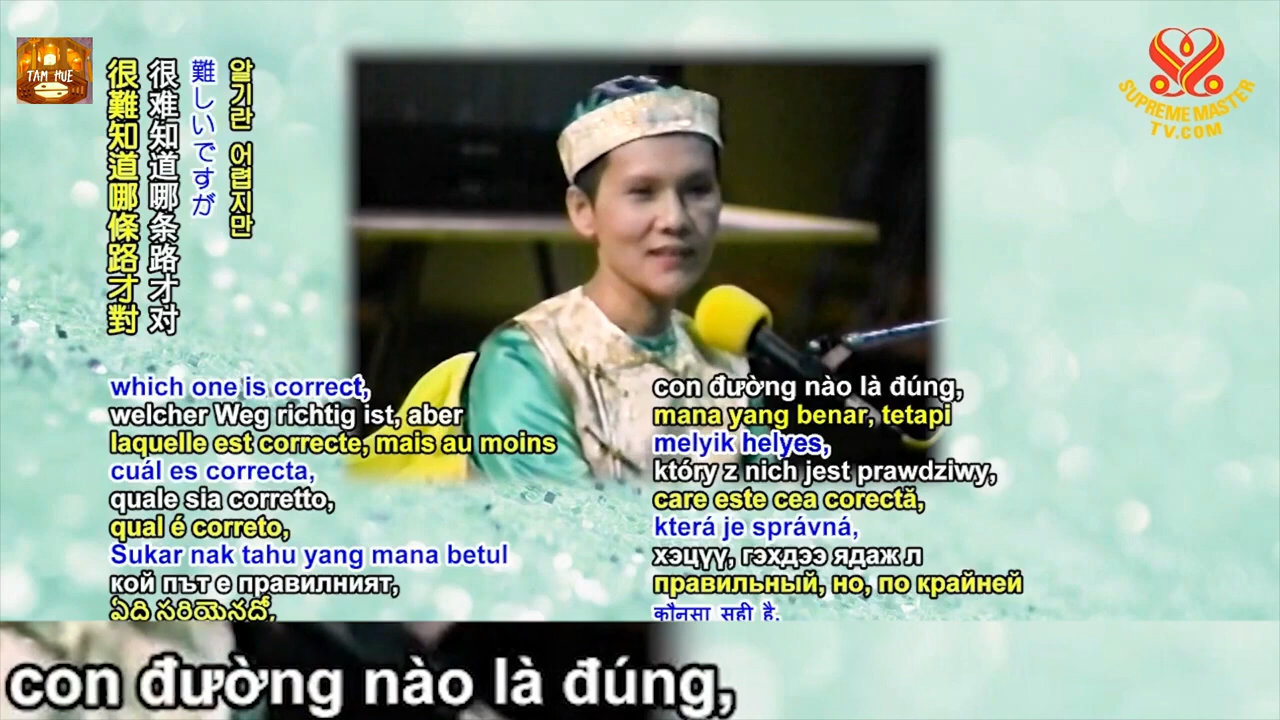 TAM HUE
SUPREME MASTER
TV.COM
알기란 어렵지만
難しいですが
很难知道哪条路才对
很難知道哪條路才對
which one is correct,
welcher Weg richtig ist, aber
laquelle est correcte, mais au moins
cuál es correcta,
quale sia corretto,
qual é correto,
Sukar nak tahu yang mana betul
кой път е правилният,
ఏది సరియైనదో,
con đường nào là đúng,
mana yang benar, tetapi
melyik helyes,
który z nich jest prawdziwy,
care este cea corectă,
která je správná,
хэцүү, гэхдээ ядаж л
правильный, но, по крайней
कौनसा सही है,
con đường nào là đúng,